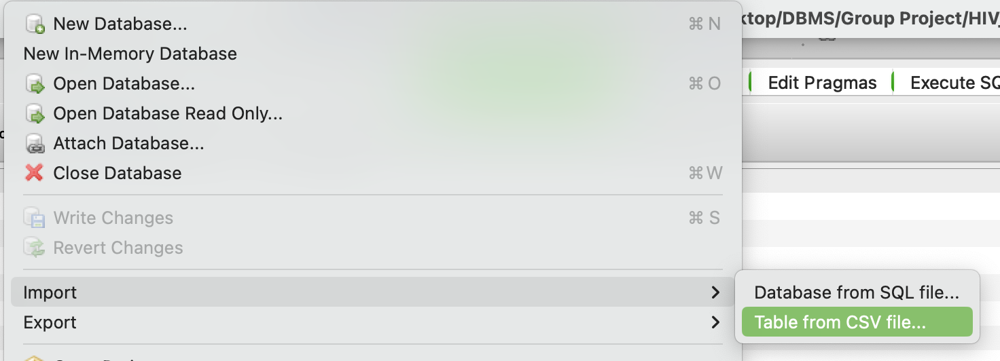 New Database... ⌘ N
ktop/DBMS/Group Project/HIV_
New In-Memory Database
Open Database... ⌘ O
Edit Pragmas
Execute SQ
Open Database Read Only...
Attach Database...
Close Database ⌘ W
Write Changes ⌘ S
Revert Changes
Import
Database from SQL file...
Export
Table from CSV file...